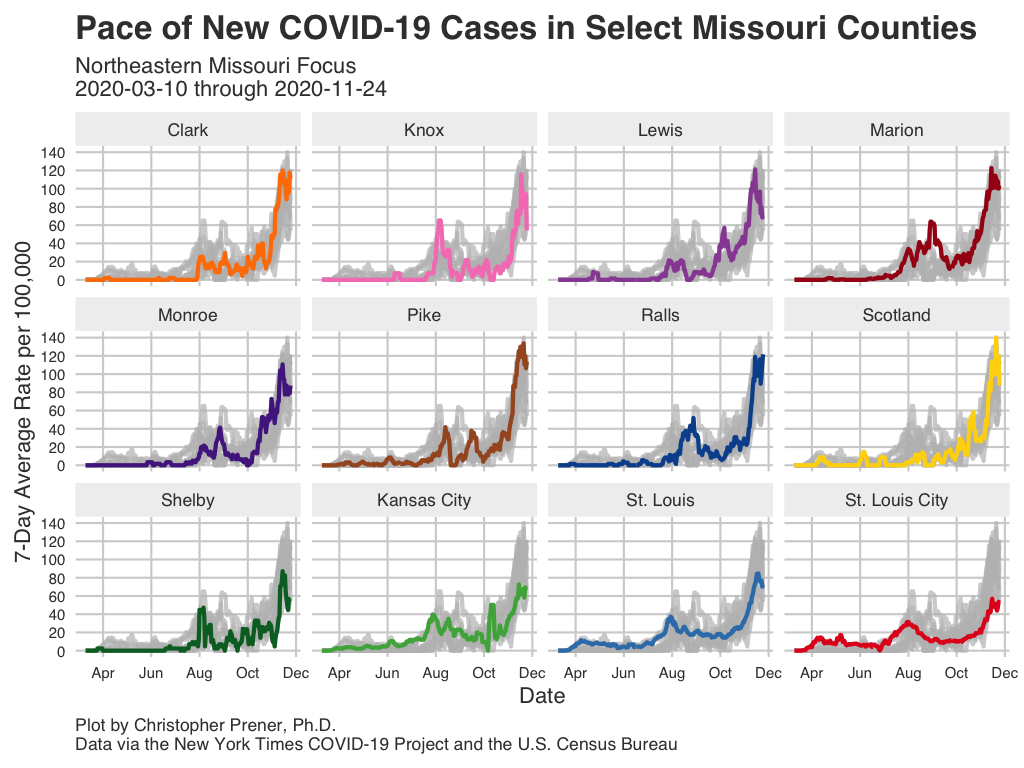 Pace of New COVID-19 Cases in Select Missouri Counties
Northeastern Missouri Focus
2020-03-10 through 2020-11-24
7-Day Average Rate per 100,000
Clark Knox Lewis Marion
140
120
100
80
60
40
20
0
Monroe Pike Ralls Scotland
140
120
100
80
60
40
20
0
Shelby Kansas City St. Louis St. Louis City
140
120
100
80
60
40
20
0
Apr Jun Aug Oct Dec Apr Jun Aug Oct Dec Apr Jun Aug Oct Dec Apr Jun Aug Oct Dec
Date
Plot by Christopher Prener, Ph.D.
Data via the New York Times COVID-19 Project and the U.S. Census Bureau